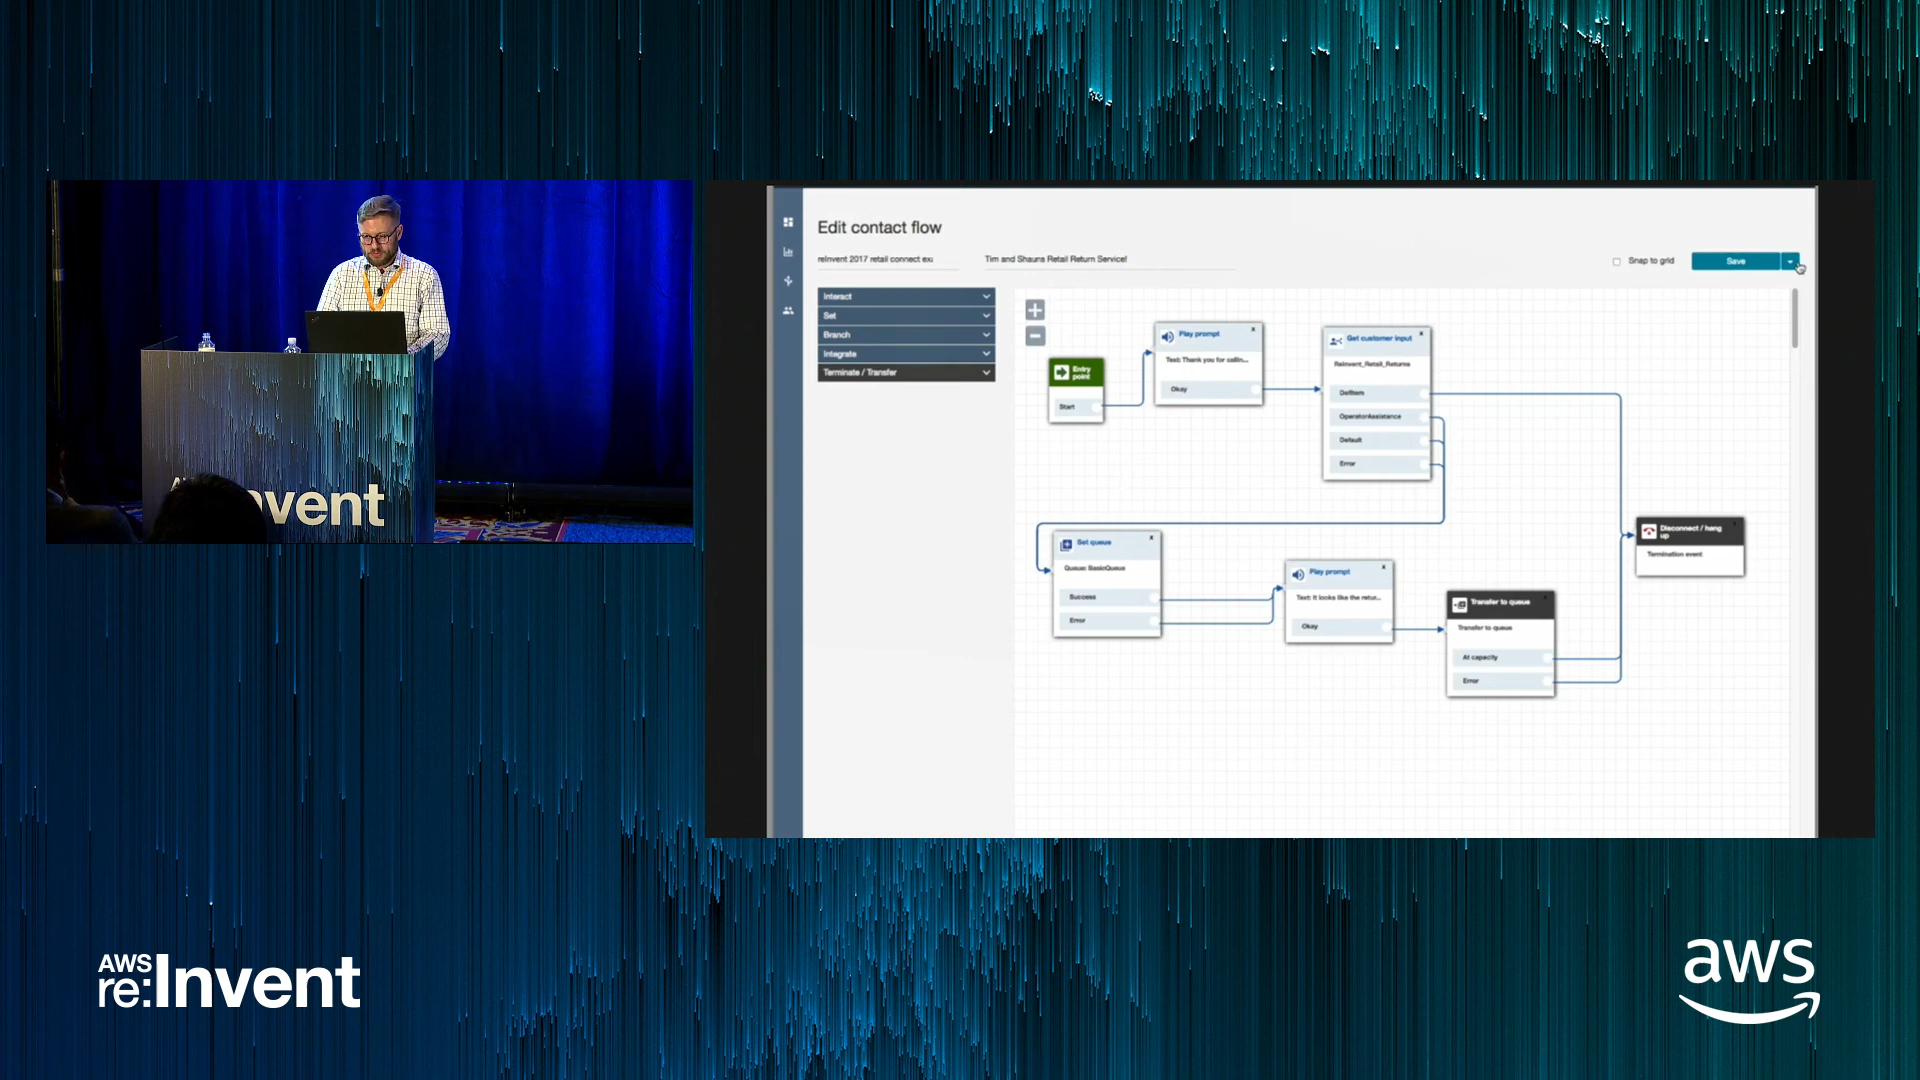 Edit contact flow
reInvent 2017 retail connect exa
Tim and Shauns Retail Return Service!
Snap to grid
Save
Interact
Set
Branch
Integrate
Terminate / Transfer
Entry
point
Start
Play prompt
Text: Thank you for callin...
Okay
Get customer input
ReInvent_Retail_Returns
OperatorAssistance
Default
Error
Set queue
Queue: BasicQueue
Success
Error
Play prompt
Text: It looks like the retur...
Okay
Transfer to queue
Transfer to queue
At capacity
Error
Disconnect / hang
up
Termination event
nvent
AWS
re:Invent
aws